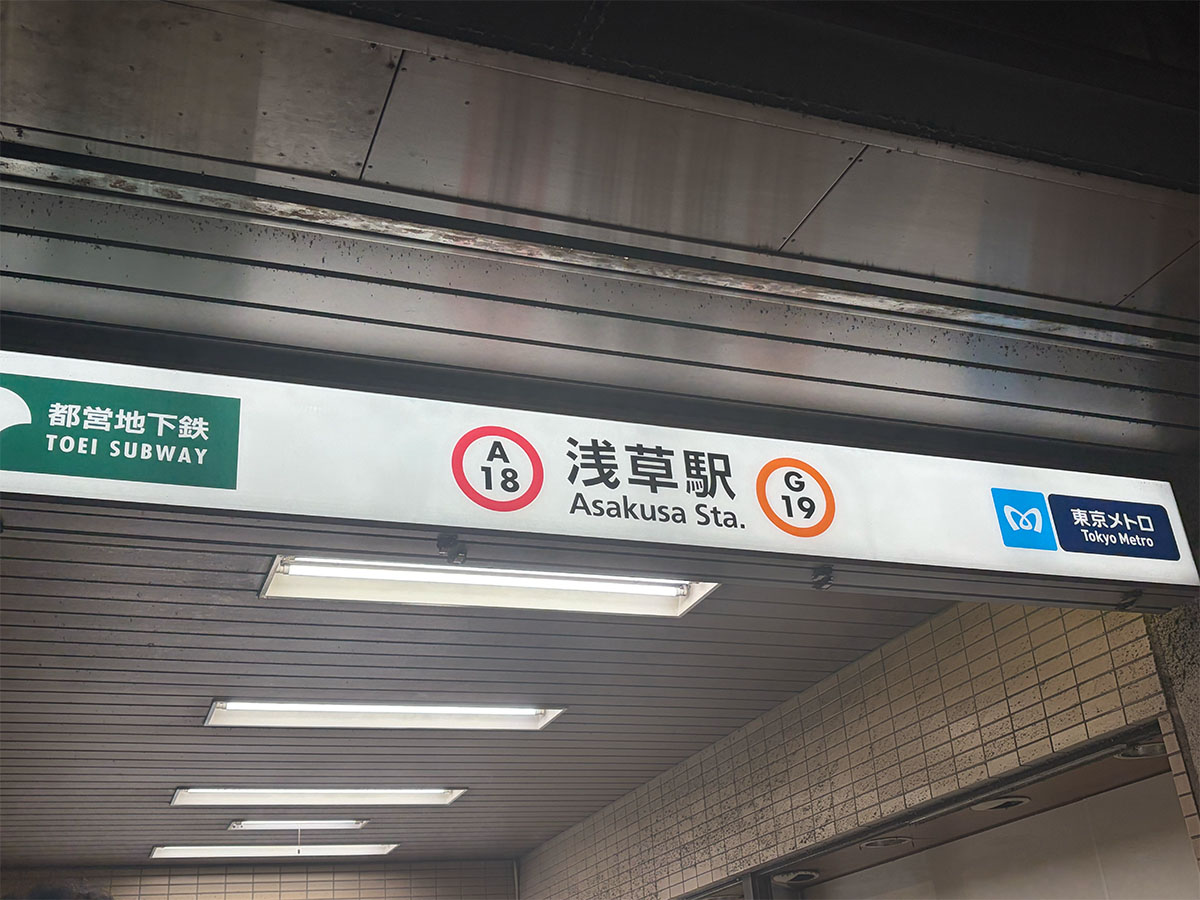 都営地下鉄
TOEI SUBWAY
A
18
浅草駅
Asakusa Sta.
G
19
東京メトロ
Tokyo Metro